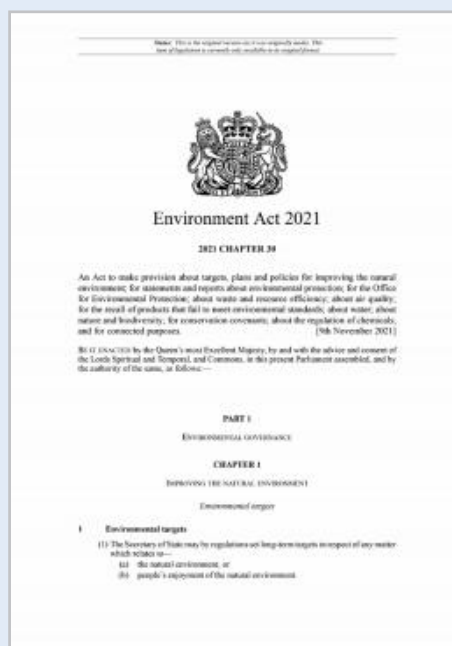 Status: This is the original version (as it was originally made). This
item of legislation is currently only available in its original format.
Environment Act 2021
2021 CHAPTER 30
An Act to make provision about targets, plans and policies for improving the natural
environment; for statements and reports about environmental protection; for the Office
for Environmental Protection; about waste and resource efficiency; about air quality;
for the recall of products that fail to meet environmental standards; about water; about
nature and biodiversity; for conservation covenants; about the regulation of chemicals;
and for connected purposes. [9th November 2021]
BE IT ENACTED by the Queen's most Excellent Majesty, by and with the advice and consent of
the Lords Spiritual and Temporal, and Commons, in this present Parliament assembled, and by
the authority of the same, as follows:—
PART 1
ENVIRONMENTAL GOVERNANCE
CHAPTER 1
IMPROVING THE NATURAL ENVIRONMENT
Environmental targets
1 Environmental targets
(1) The Secretary of State may by regulations set long-term targets in respect of any matter
which relates to—
(a) the natural environment, or
(b) people's enjoyment of the natural environment.